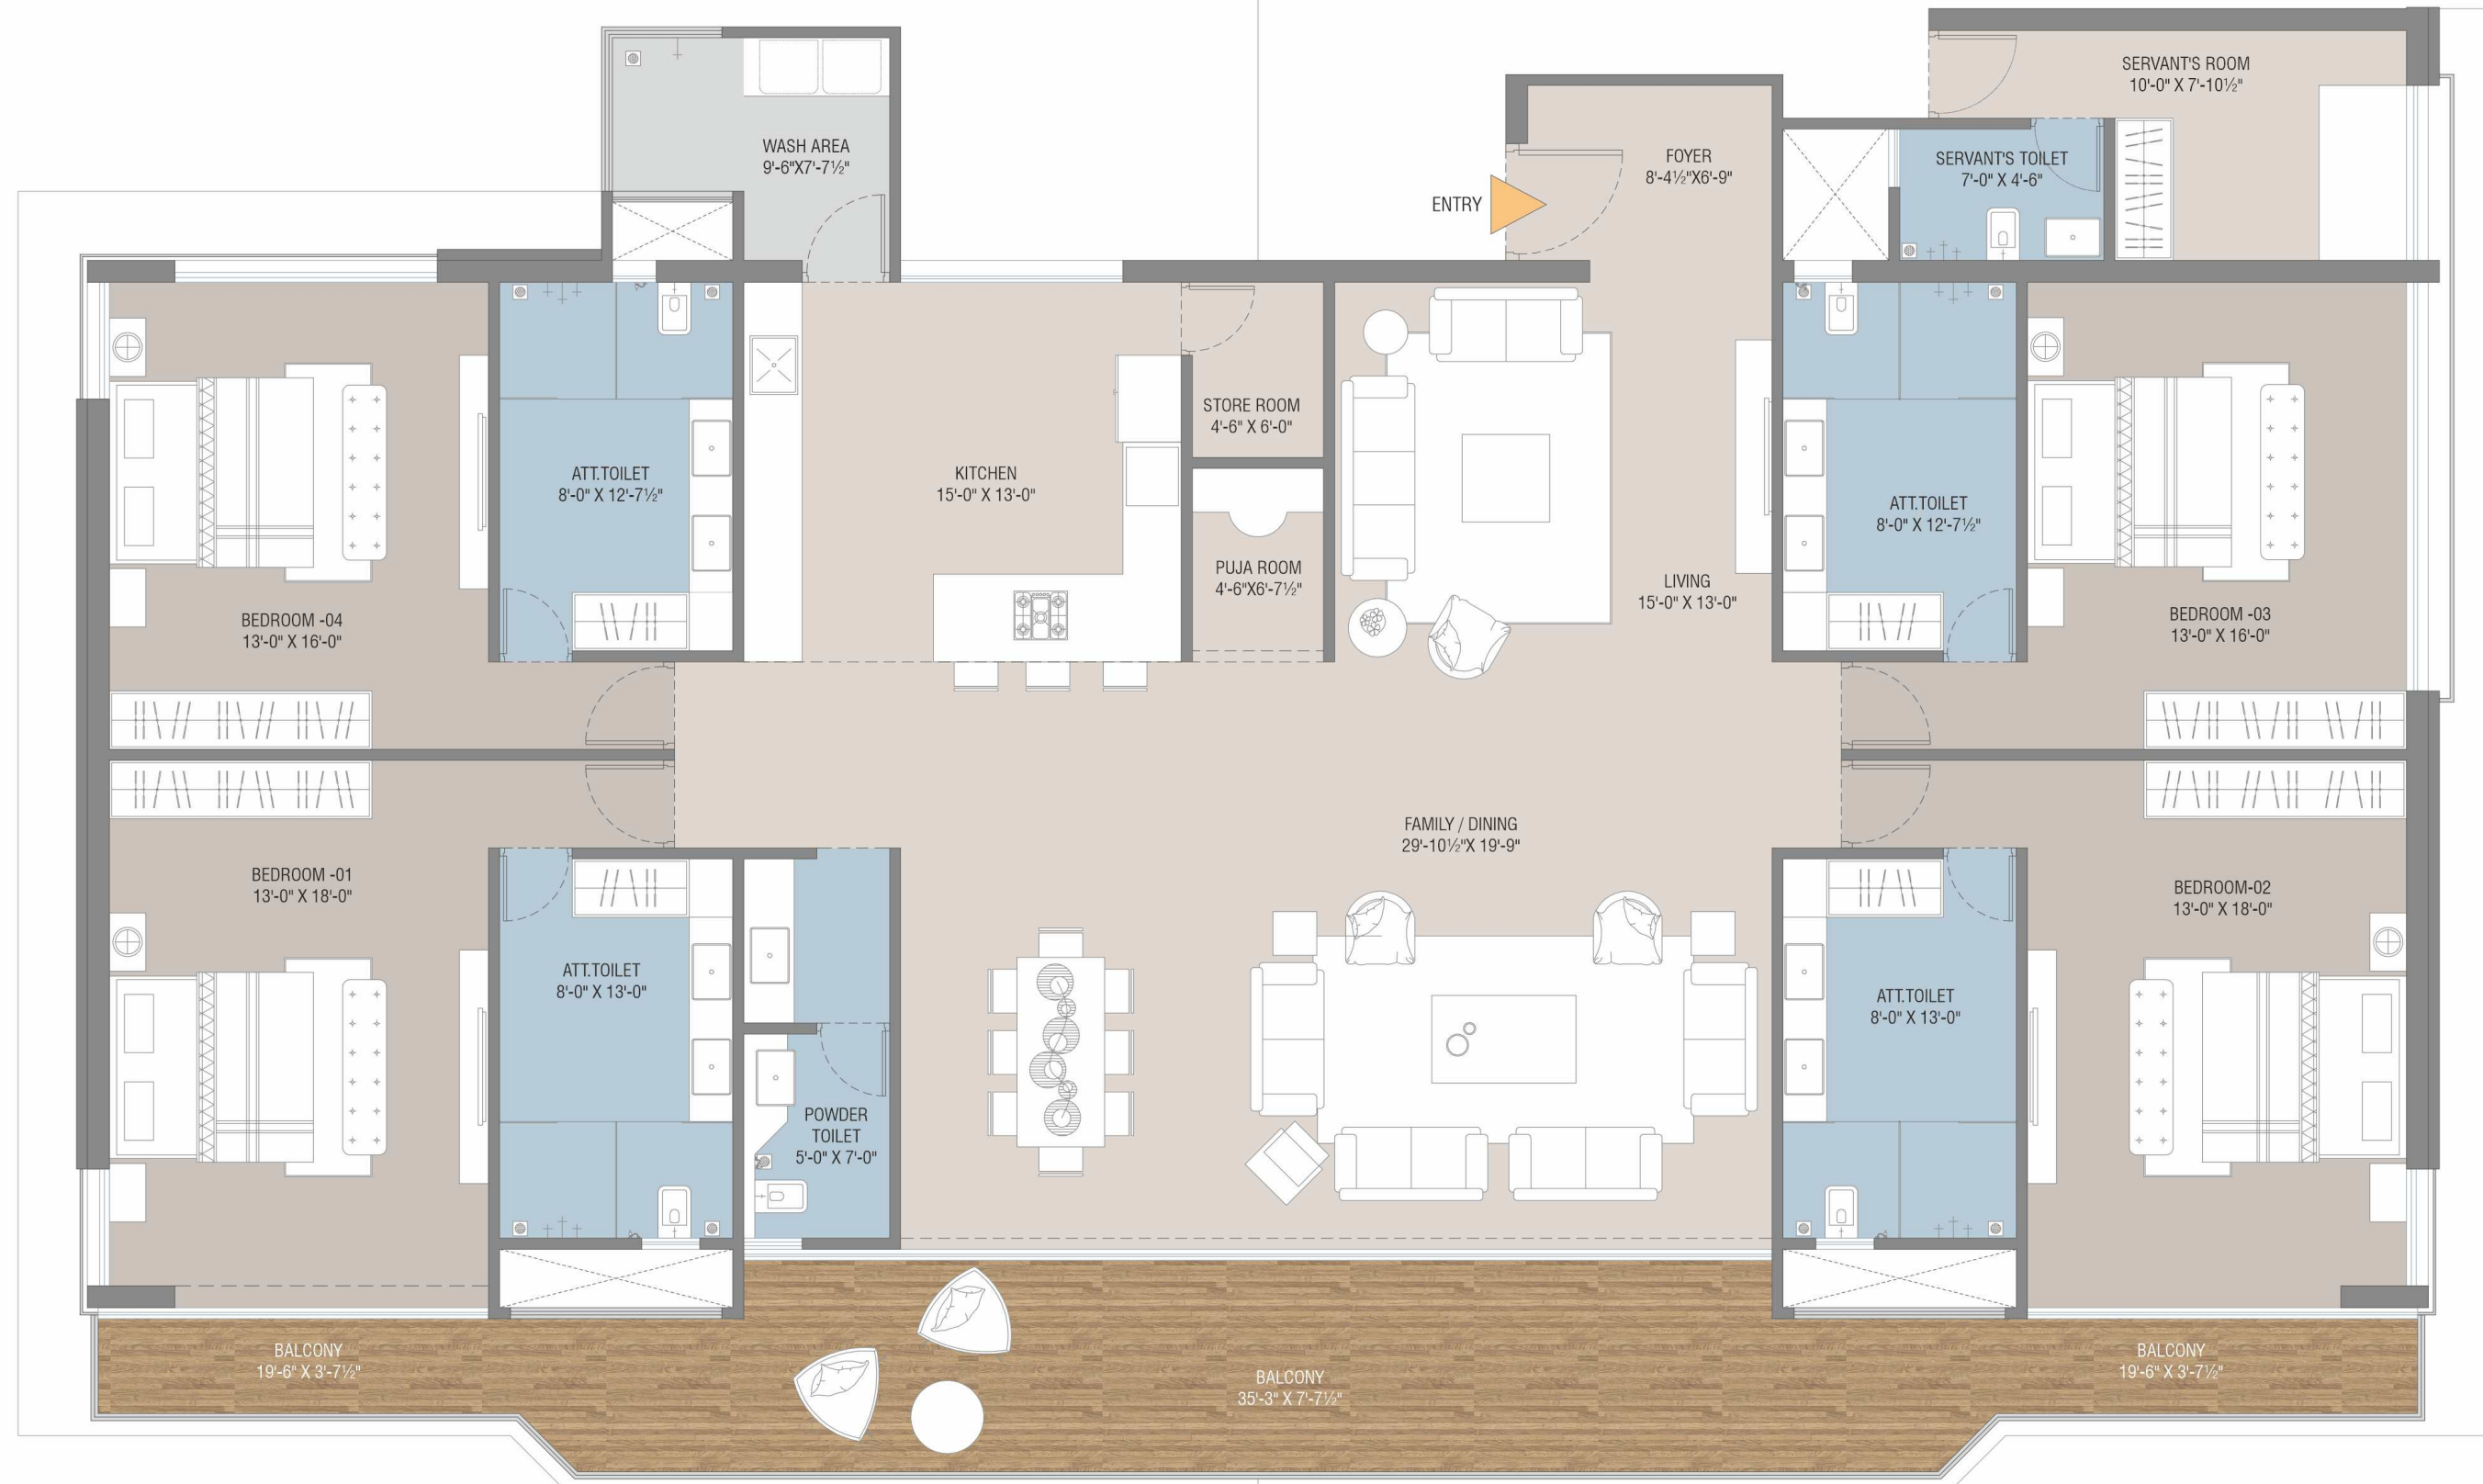 SERVANT'S ROOM
10'-0" X 7'-10½"
WASH AREA
9'-6"X7'-7½"
FOYER
8'-4½"X6'-9"
SERVANT'S TOILET
7'-0" X 4'-6"
ENTRY
STORE ROOM
4'-6" X 6'-0"
ATT.TOILET
8'-0" X 12'-7½"
KITCHEN
15'-0" X 13'-0"
ATT.TOILET
8'-0" X 12'-7½"
PUJA ROOM
4'-6"X6'-7½"
LIVING
15'-0" X 13'-0"
BEDROOM -04
13'-0" X 16'-0"
BEDROOM -03
13'-0" X 16'-0"
FAMILY / DINING
29'-10½"X 19'-9"
BEDROOM -01
13'-0" X 18'-0"
BEDROOM-02
13'-0" X 18'-0"
ATT.TOILET
8'-0" X 13'-0"
ATT.TOILET
8'-0" X 13'-0"
POWDER
TOILET
5'-0" X 7'-0"
BALCONY
19'-6" X 3'-7½"
BALCONY
35'-3" X 7'-7½"
BALCONY
19'-6" X 3'-7½"